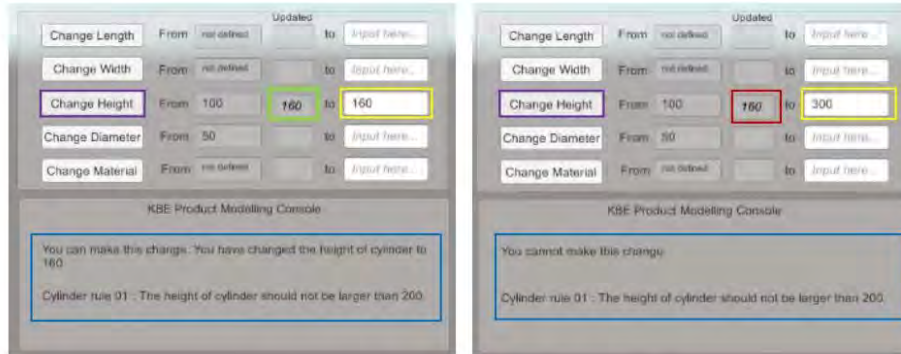 Updated
Change Length From not defined to Input here...
Change Width From not defined to Input here...
Change Height From 100 160 to 160
Change Diameter From 50 to Input here...
Change Material From not defined to Input here...
KBE Product Modelling Console
You can make this change. You have changed the height of cylinder to
160.
Cylinder rule 01 : The height of cylinder should not be larger than 200.
Updated
Change Length From not defined to Input here...
Change Width From not defined to Input here...
Change Height From 100 160 to 300
Change Diameter From 50 to Input here...
Change Material From not defined to Input here...
KBE Product Modelling Console
You cannot make this change.
Cylinder rule 01 : The height of cylinder should not be larger than 200.